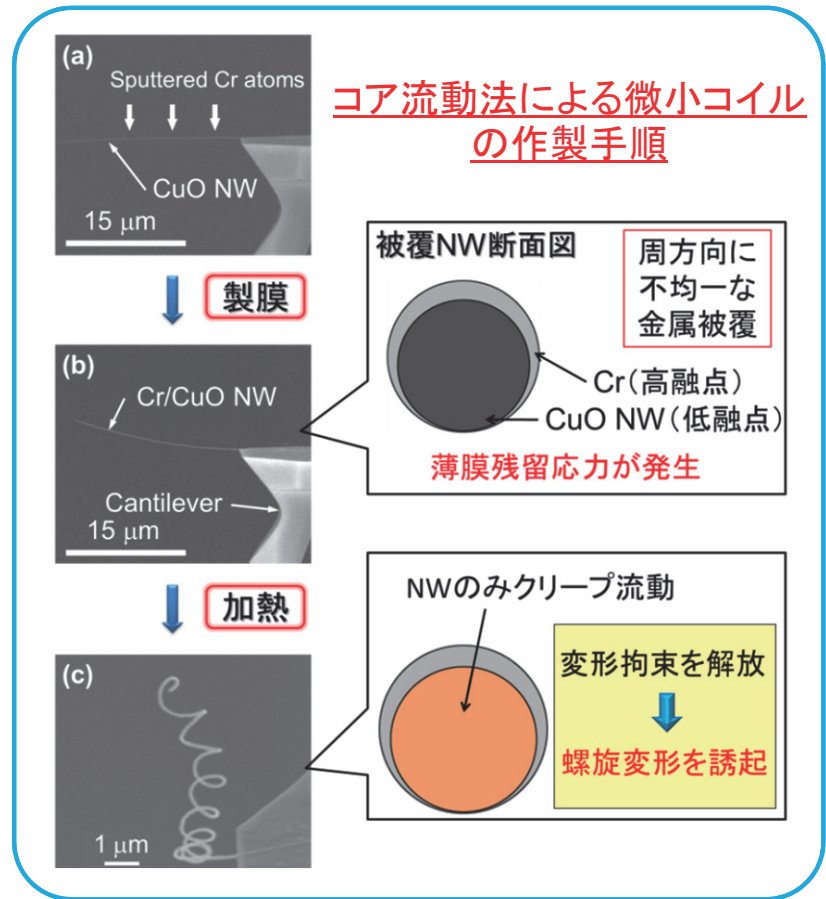 コア流動法による微小コイル
の作製手順
(a)
Sputtered Cr atoms
CuO NW
15 μm
製膜
被覆NW断面図
周方向に
不均一な
金属被覆
Cr(高融点)
CuO NW(低融点)
薄膜残留応力が発生
(b)
Cr/CuO NW
Cantilever
15 μm
加熱
NWのみクリープ流動
変形拘束を解放
螺旋変形を誘起
(c)
1 μm